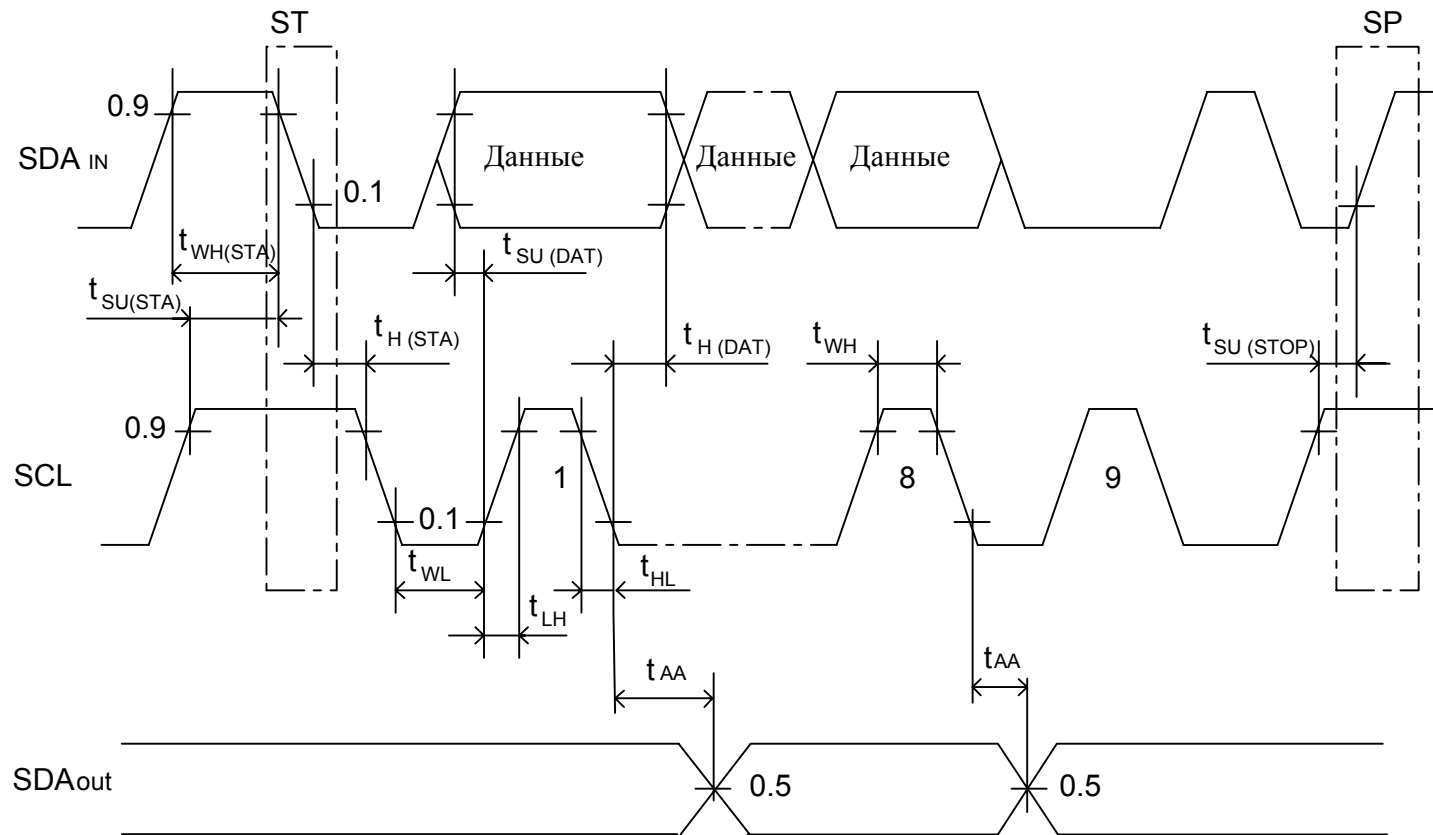 ST
SP
0.9
SDA IN
Данные
Данные
Данные
0.1
t WH(STA)
t SU (DAT)
t SU(STA)
t H (STA)
t H (DAT)
t WH
t SU (STOP)
0.9
SCL
1
8
9
0.1
t WL
t HL
t LH
t AA
t AA
SDA out
0.5
0.5